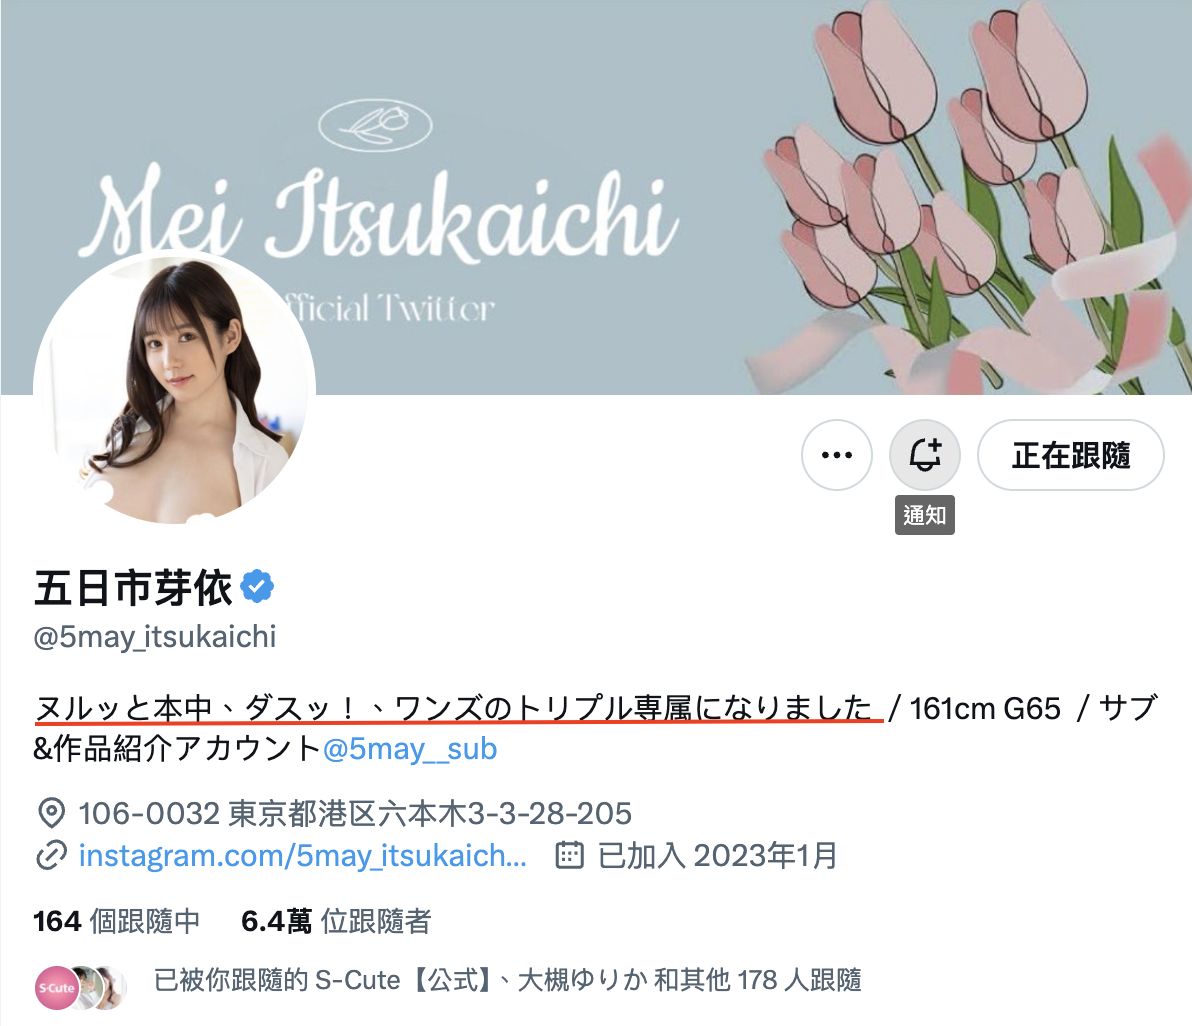 Mei Itsukaichi
fficial Twitter
正在跟隨
通知
五日市芽依
@5may_itsukaichi
ヌルッと本中、ダスッ！、ワンズのトリプル専属になりました / 161cm G65 / サブ
&作品紹介アカウント@5may__sub
106-0032 東京都港区六本木3-3-28-205
instagram.com/5may_itsukaich... 已加入 2023年1月
164 個跟隨中 6.4萬 位跟隨者
S-Cute
已被你跟隨的 S-Cute【公式】、大槻ゆりか 和其他 178 人跟隨